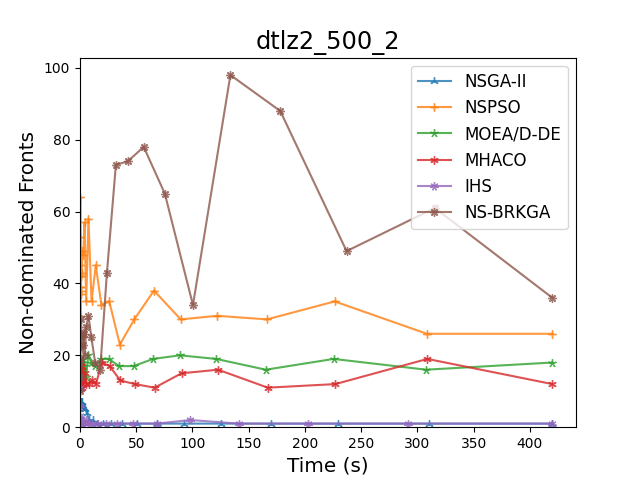 dtlz2_500_2
Non-dominated Fronts
100
80
60
40
20
0
NSGA-II
NSPSO
MOEA/D-DE
MHACO
IHS
NS-BRKGA
0 50 100 150 200 250 300 350 400
Time (s)